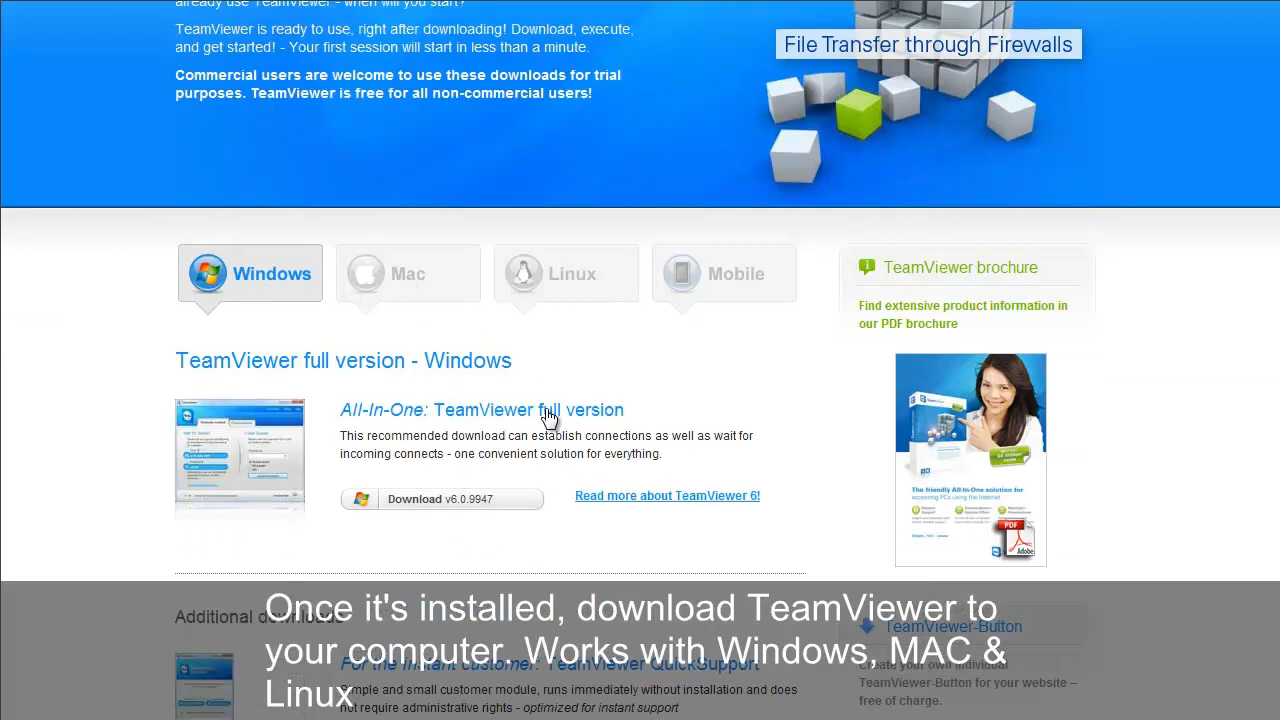 already use TeamViewer - when will you start?
TeamViewer is ready to use, right after downloading! Download, execute,
and get started! - Your first session will start in less than a minute.
Commercial users are welcome to use these downloads for trial
purposes. TeamViewer is free for all non-commercial users!
File Transfer through Firewalls
Windows
Mac
Linux
Mobile
TeamViewer brochure
Find extensive product information in
our PDF brochure
TeamViewer full version - Windows
All-In-One: TeamViewer full version
This recommended download can establish connections as well as wait for
incoming connects - one convenient solution for everything.
Download v6.0.9947
Read more about TeamViewer 6!
The friendly All-In-One solution for
accessing PCs using the Internet
PDF
Adobe
Additional downloads
Once it's installed, download TeamViewer to
your computer. Works with Windows, MAC &
Linux
For the instant customer: TeamViewer QuickSupport
Simple and small customer module, runs immediately without installation and does
not require administrative rights - optimized for instant support
TeamViewer-Button
Create your own individual
TeamViewer-Button for your website –
free of charge.